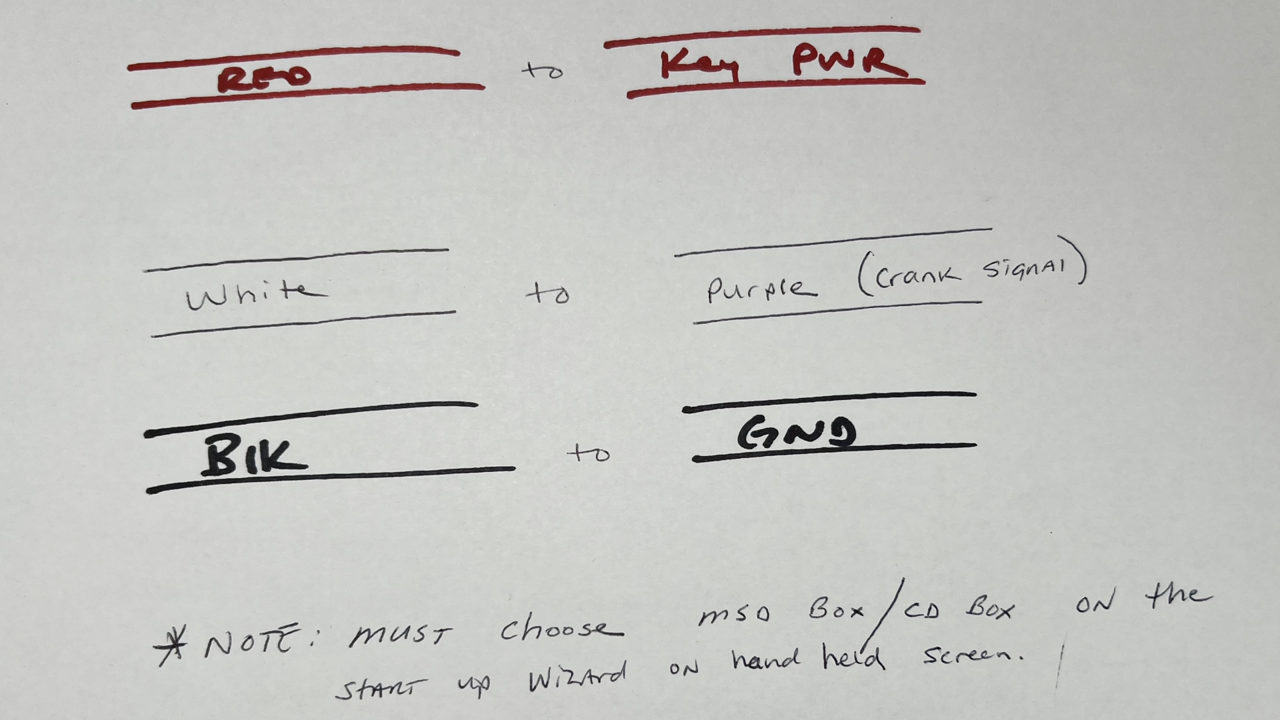 RED to Key PWR
White to Purple (Crank Signal)
Blk to GND
* NOTE: must choose MSD Box/CD Box on the
start up Wizard on hand held screen.